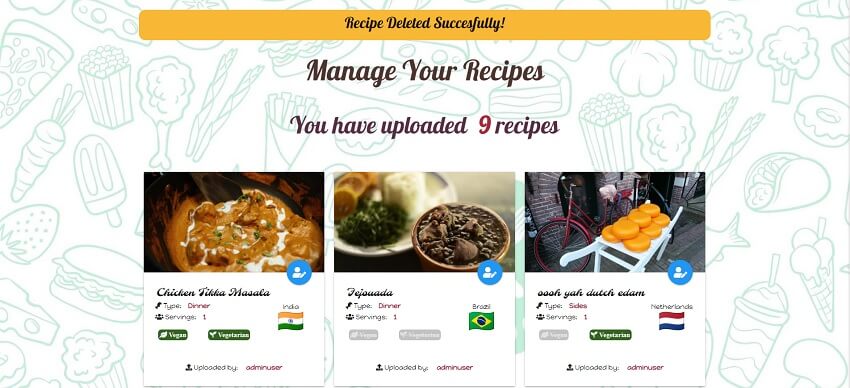 Recipe Deleted Succesfully!
Manage Your Recipes
You have uploaded 9 recipes
Chicken Tikka Masala
Type: Dinner
India
Servings: 1
Vegan Vegetarian
Uploaded by: adminuser
Fejouada
Type: Dinner
Brazil
Servings: 1
Vegan Vegetarian
Uploaded by: adminuser
oooh yah dutch edam
Type: Sides
Netherlands
Servings: 1
Vegan Vegetarian
Uploaded by: adminuser